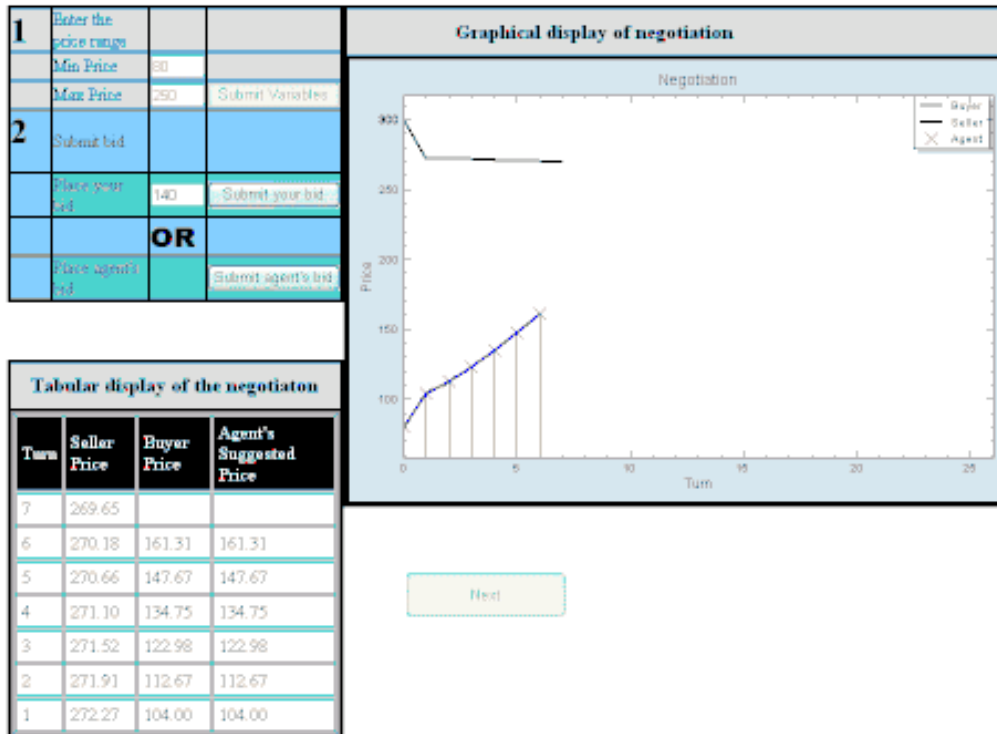 1
Enter the
price range
Min Price
80
Max Price
250
Submit Variables
2
Submit bid
Place your
bid
140
Submit your bid
OR
Place agent's
bid
Submit agent's bid
Graphical display of negotiation
Negotiation
Buyer
Seller
Agent
300
250
200
150
100
Price
0 5 10 15 20 25
Turn
Tabular display of the negotiaton
Turn Seller Price Buyer Price Agent's Suggested Price
7 269.65
6 270.18 161.31 161.31
5 270.66 147.67 147.67
4 271.10 134.75 134.75
3 271.52 122.98 122.98
2 271.91 112.67 112.67
1 272.27 104.00 104.00
Next